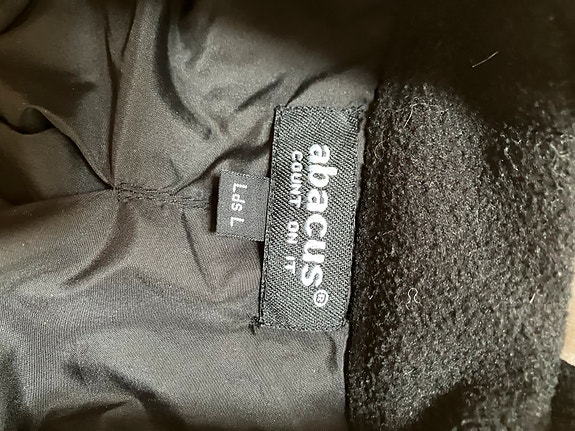 abacus®
COUNT ON IT
Lds L